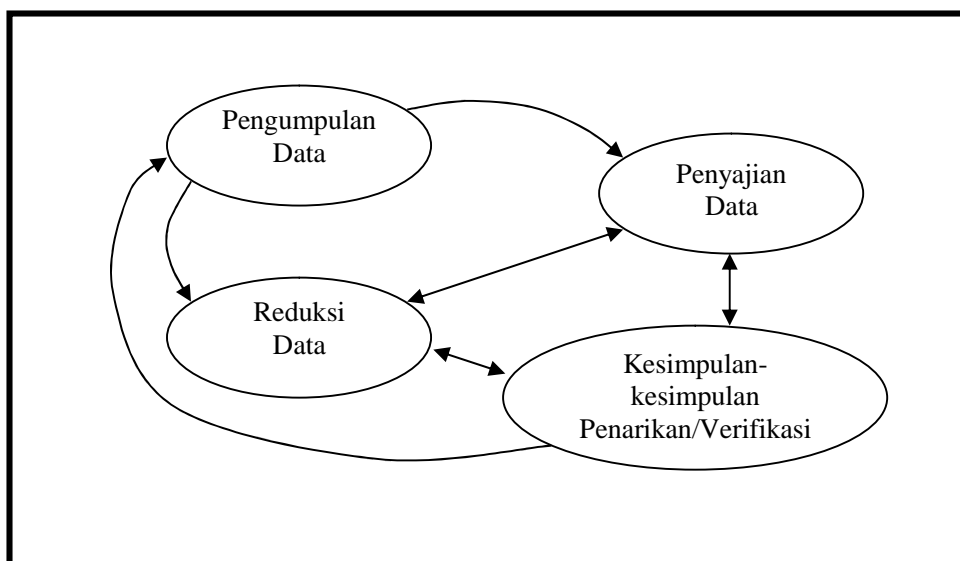 Pengumpulan
Data
Penyajian
Data
Reduksi
Data
Kesimpulan-
kesimpulan
Penarikan/Verifikasi